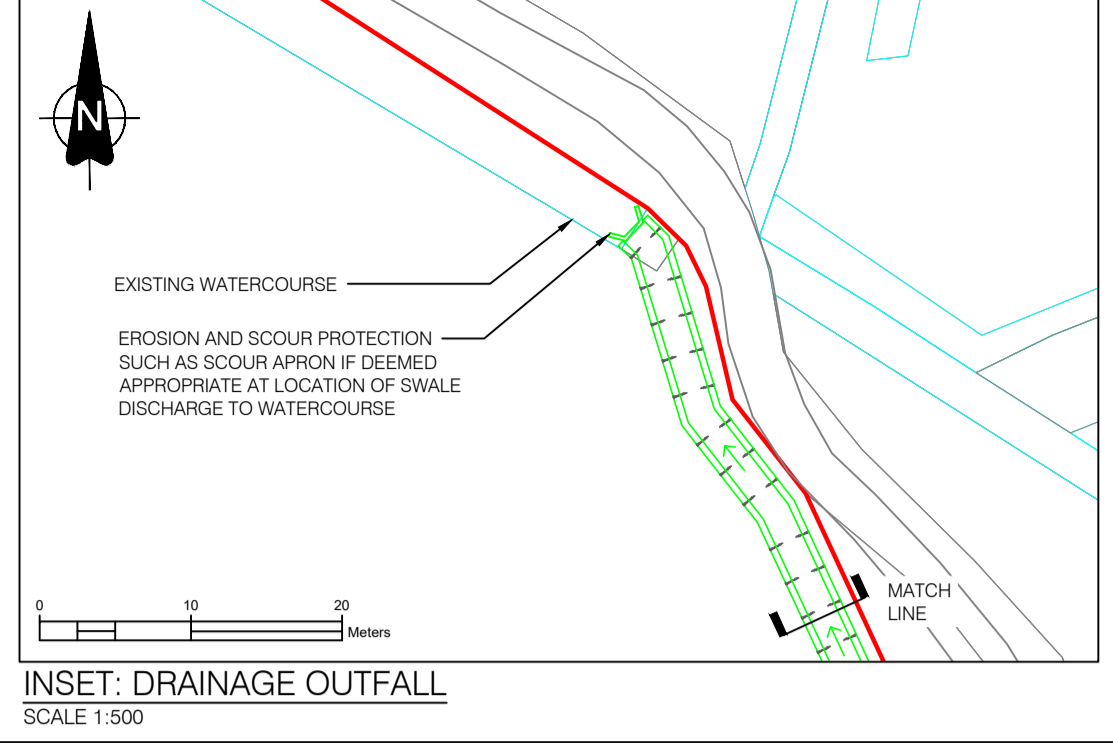 N
EXISTING WATERCOURSE
EROSION AND SCOUR PROTECTION
SUCH AS SCOUR APRON IF DEEMED
APPROPRIATE AT LOCATION OF SWALE
DISCHARGE TO WATERCOURSE
MATCH
LINE
0 10 20
Meters
INSET: DRAINAGE OUTFALL
SCALE 1:500